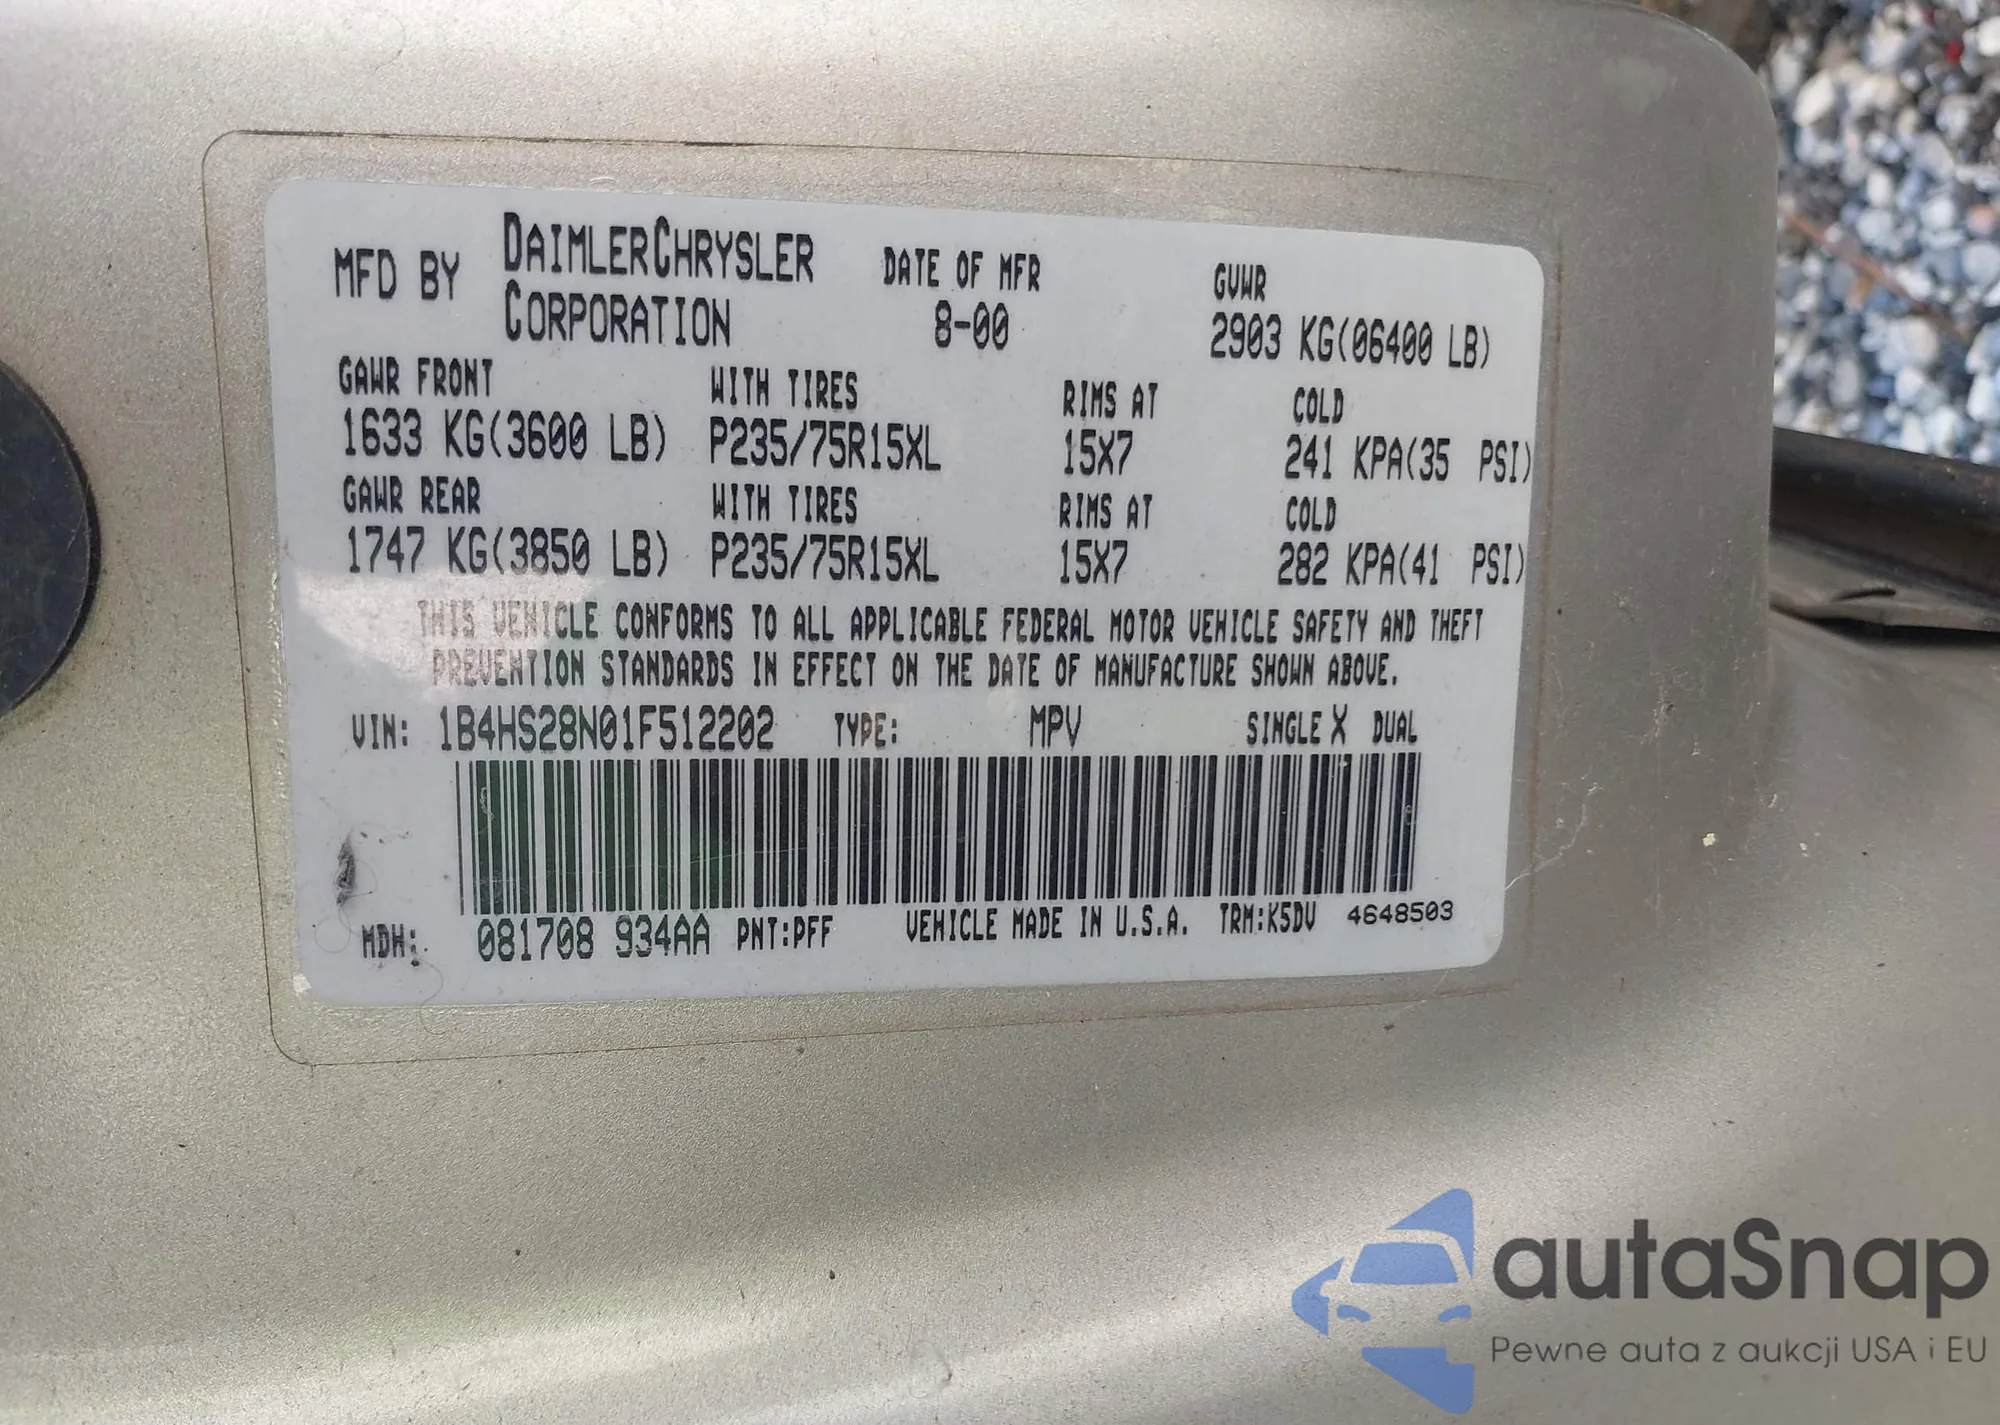 MFD BY DAIMLERCHRYSLER CORPORATION DATE OF MFR 8-00 GVWR 2903 KG(06400 LB)
GAWR FRONT WITH TIRES RIMS AT COLD
1633 KG(3600 LB) P235/75R15XL 15X7 241 KPA(35 PSI)
GAWR REAR WITH TIRES RIMS AT COLD
1747 KG(3850 LB) P235/75R15XL 15X7 282 KPA(41 PSI)
THIS VEHICLE CONFORMS TO ALL APPLICABLE FEDERAL MOTOR VEHICLE SAFETY AND THEFT
PREVENTION STANDARDS IN EFFECT ON THE DATE OF MANUFACTURE SHOWN ABOVE.
VIN: 1B4HS28N01F512202 TYPE: MPV SINGLE X DUAL
MDH: 081708 934AA PNT:PFF VEHICLE MADE IN U.S.A. TRM:K5DV 4648503
autaSnap
Pewne auta z aukcji USA i EU